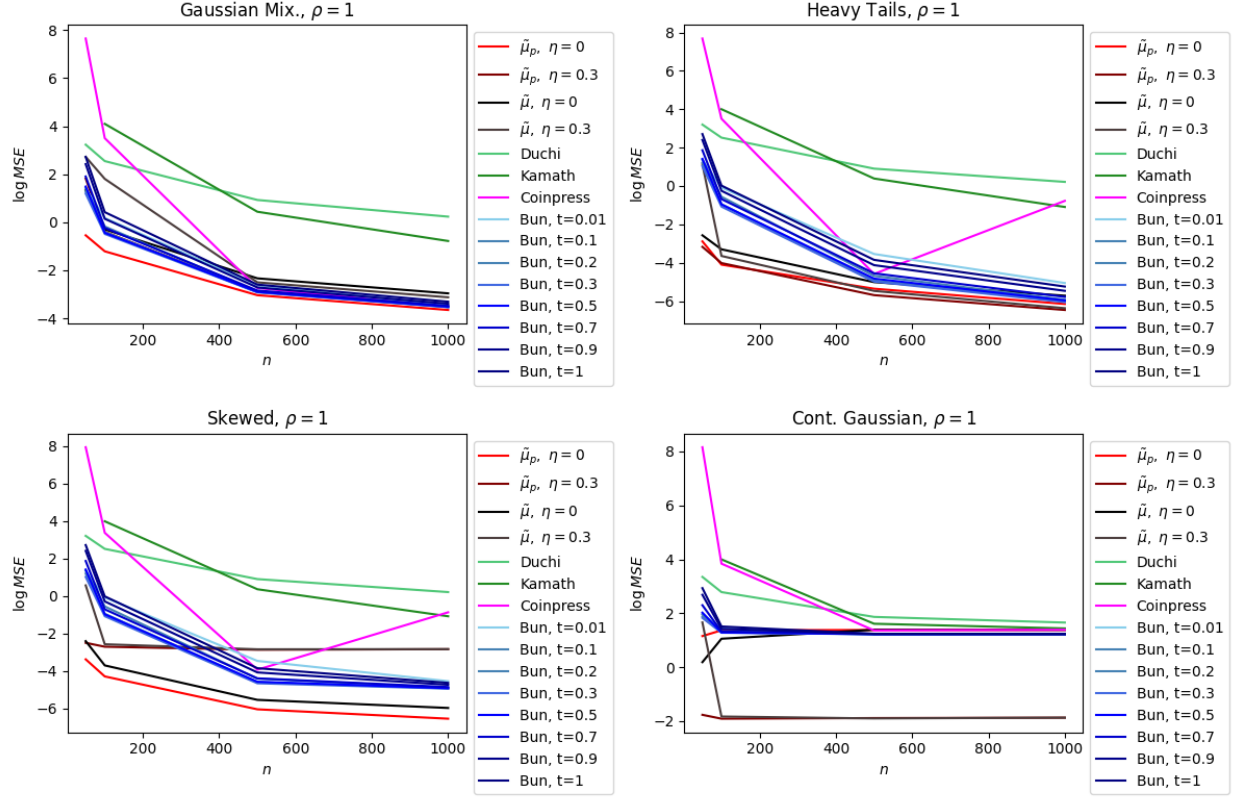 Gaussian Mix., ρ = 1
8
6
4
2
0
−2
−4
log MSE
200
400
600
800
1000
n
μ̃ₚ, η = 0
μ̃ₚ, η = 0.3
μ̃, η = 0
μ̃, η = 0.3
Duchi
Kamath
Coinpress
Bun, t=0.01
Bun, t=0.1
Bun, t=0.2
Bun, t=0.3
Bun, t=0.5
Bun, t=0.7
Bun, t=0.9
Bun, t=1
Heavy Tails, ρ = 1
8
6
4
2
0
−2
−4
−6
log MSE
200
400
600
800
1000
n
μ̃ₚ, η = 0
μ̃ₚ, η = 0.3
μ̃, η = 0
μ̃, η = 0.3
Duchi
Kamath
Coinpress
Bun, t=0.01
Bun, t=0.1
Bun, t=0.2
Bun, t=0.3
Bun, t=0.5
Bun, t=0.7
Bun, t=0.9
Bun, t=1
Skewed, ρ = 1
8
6
4
2
0
−2
−4
−6
log MSE
200
400
600
800
1000
n
μ̃ₚ, η = 0
μ̃ₚ, η = 0.3
μ̃, η = 0
μ̃, η = 0.3
Duchi
Kamath
Coinpress
Bun, t=0.01
Bun, t=0.1
Bun, t=0.2
Bun, t=0.3
Bun, t=0.5
Bun, t=0.7
Bun, t=0.9
Bun, t=1
Cont. Gaussian, ρ = 1
8
6
4
2
0
−2
log MSE
200
400
600
800
1000
n
μ̃ₚ, η = 0
μ̃ₚ, η = 0.3
μ̃, η = 0
μ̃, η = 0.3
Duchi
Kamath
Coinpress
Bun, t=0.01
Bun, t=0.1
Bun, t=0.2
Bun, t=0.3
Bun, t=0.5
Bun, t=0.7
Bun, t=0.9
Bun, t=1